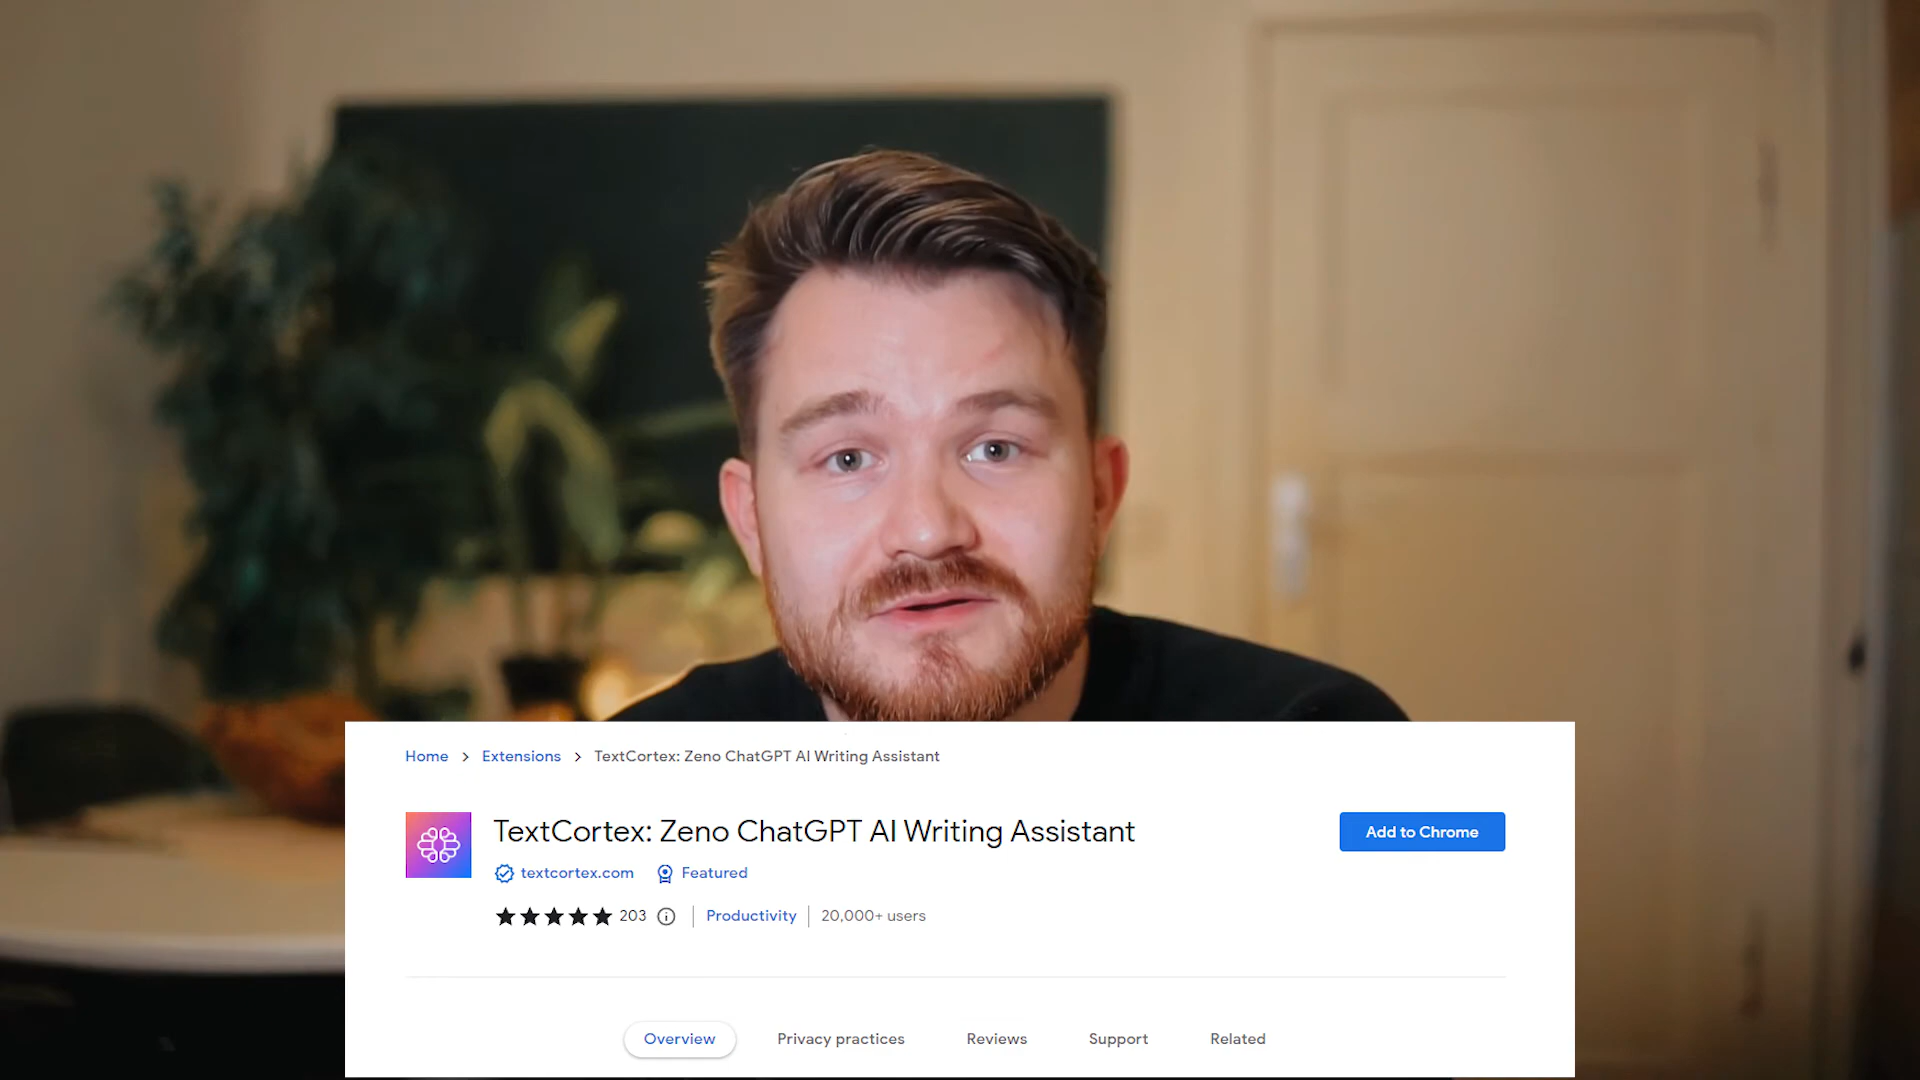 Home > Extensions > TextCortex: Zeno ChatGPT AI Writing Assistant
TextCortex: Zeno ChatGPT AI Writing Assistant
Add to Chrome
textcortex.com Featured
203 Productivity 20,000+ users
Overview Privacy practices Reviews Support Related